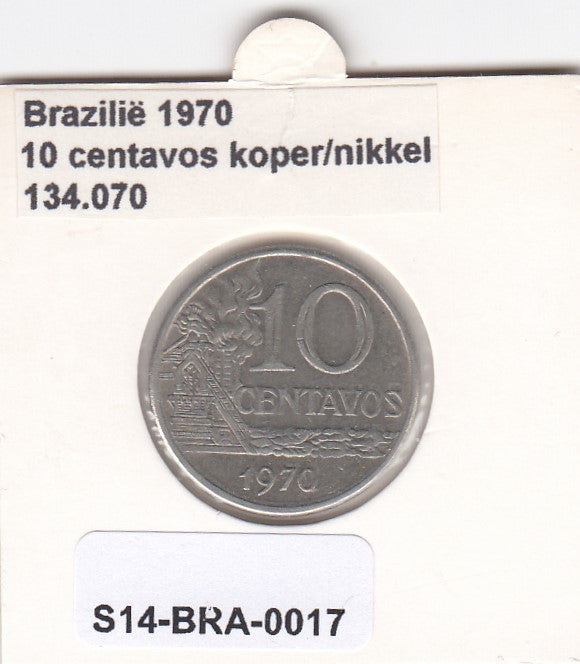 Brazilië 1970
10 centavos koper/nikkel
134.070
10
CENTAVOS
1970
S14-BRA-0017